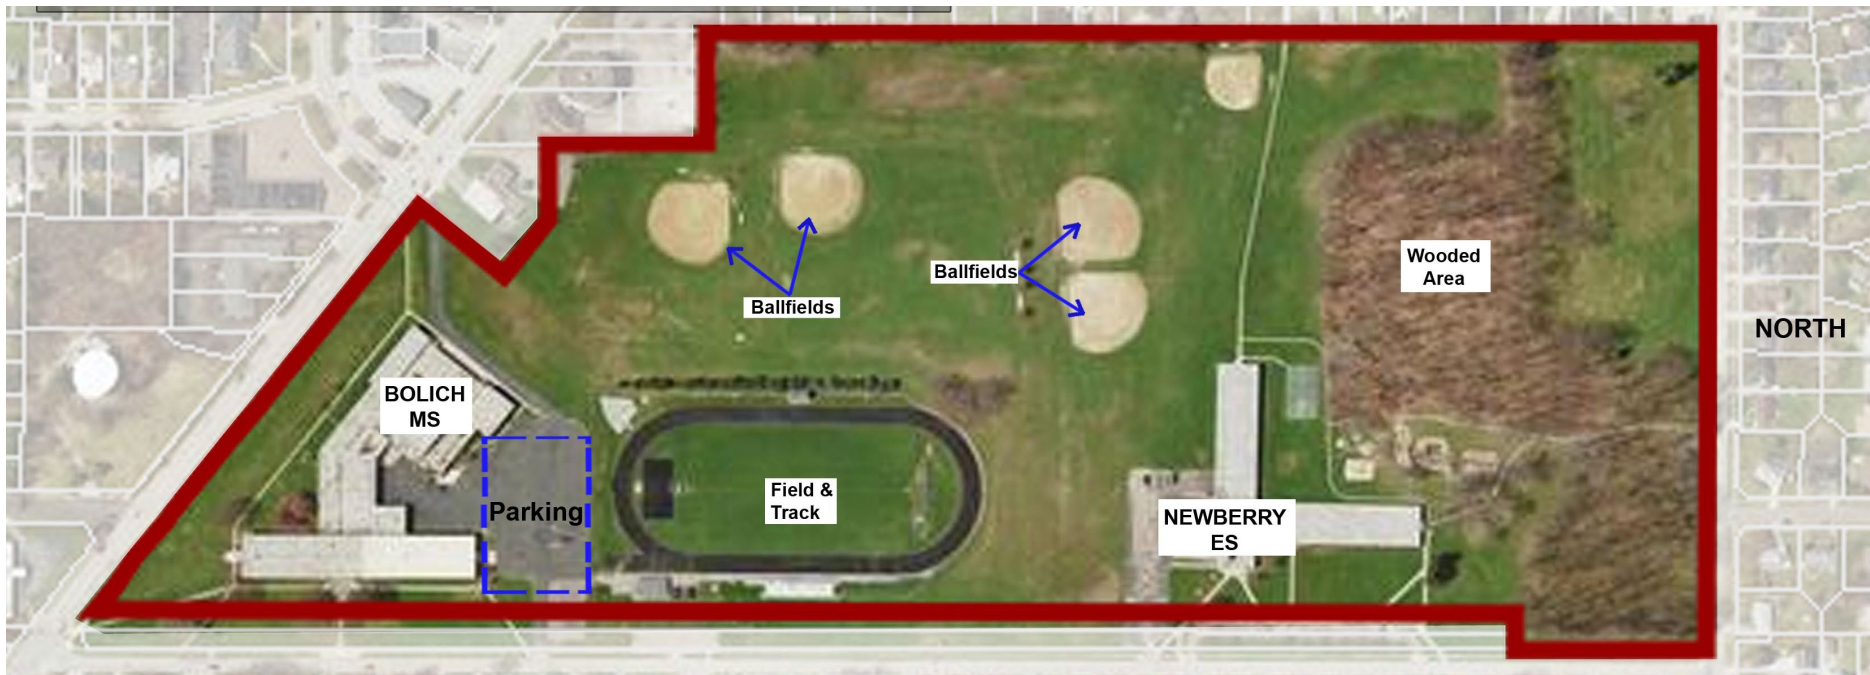 Ballfields
Ballfields
Wooded
Area
NORTH
BOLICH
MS
Parking
Field &
Track
NEWBERRY
ES